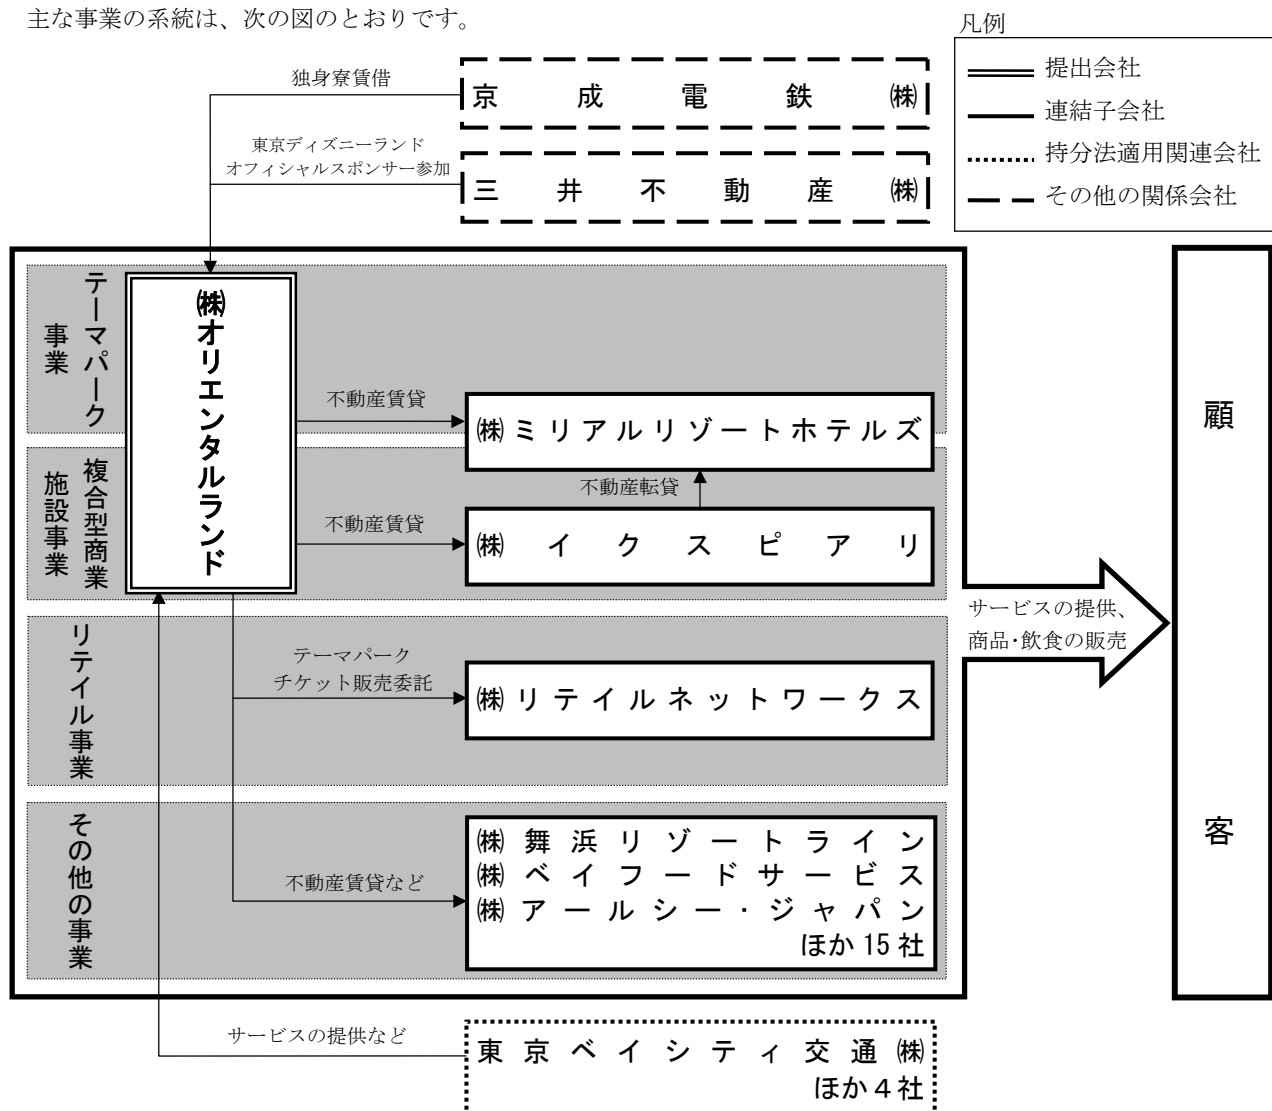 主な事業の系統は、次の図のとおりです。
凡例
提出会社
連結子会社
持分法適用関連会社
その他の関係会社
独身寮賃借
京成電鉄㈱
東京ディズニーランド
オフィシャルスポンサー参加
三井不動産㈱
テーマパーク
事業
㈱オリエンタルランド
不動産賃貸
㈱ミリアルリゾートホテルズ
不動産転貸
複合型商業
施設事業
不動産賃貸
㈱イクスピアリ
リテイル事業
テーマパーク
チケット販売委託
㈱リテイルネットワークス
その他の事業
不動産賃貸など
㈱舞浜リゾートライン
㈱ベイフードサービス
㈱アールシー・ジャパン
ほか15社
サービスの提供、
商品・飲食の販売
顧客
サービスの提供など
東京ベイシティ交通㈱
ほか4社